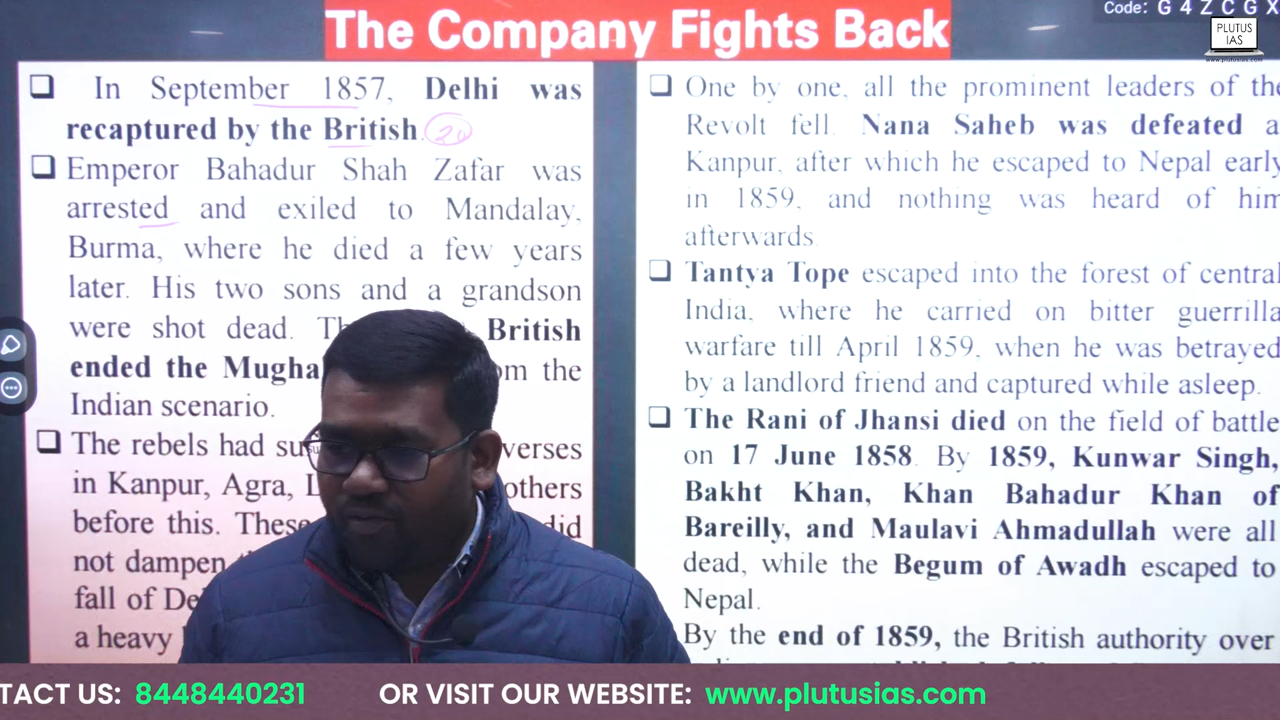 The Company Fights Back
Code: G 4 Z C G X
PLUTUS
IAS
www.plutusias.com
In September 1857, Delhi was
recaptured by the British. 20
Emperor Bahadur Shah Zafar was
arrested and exiled to Mandalay,
Burma, where he died a few years
later. His two sons and a grandson
were shot dead. British
ended the the
Indian scenario.
The rebels had
in Kanpur, Agra, others
before this. These did
not dampen
fall of
a heavy
One by one, all the prominent leaders of
Revolt fell. Nana Saheb was defeated
Kanpur, after which he escaped to Nepal early
in 1859, and nothing was heard of him
afterwards.
Tantya Tope escaped into the forest of central
India, where he carried on bitter guerrilla
warfare till April 1859, when he was betrayed
by a landlord friend and captured while asleep.
The Rani of Jhansi died on the field of battle
on 17 June 1858. By 1859, Kunwar Singh,
Bakht Khan, Khan Bahadur Khan of
Bareilly, and Maulavi Ahmadullah were all
dead, while the Begum of Awadh escaped to
Nepal.
By the end of 1859, the British authority over
TACT US: 8448440231 OR VISIT OUR WEBSITE: www.plutusias.com